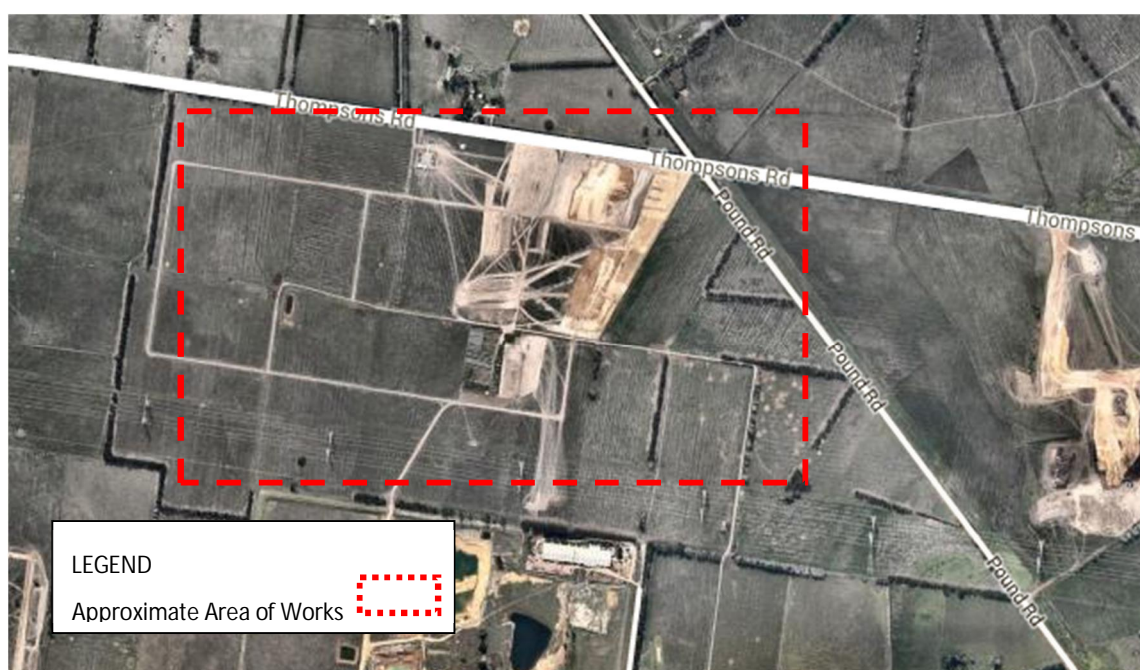 Thompsons Rd
Thompsons Rd
Thompsons
Pound Rd
Pound Rd
Pound Rd
LEGEND
Approximate Area of Works